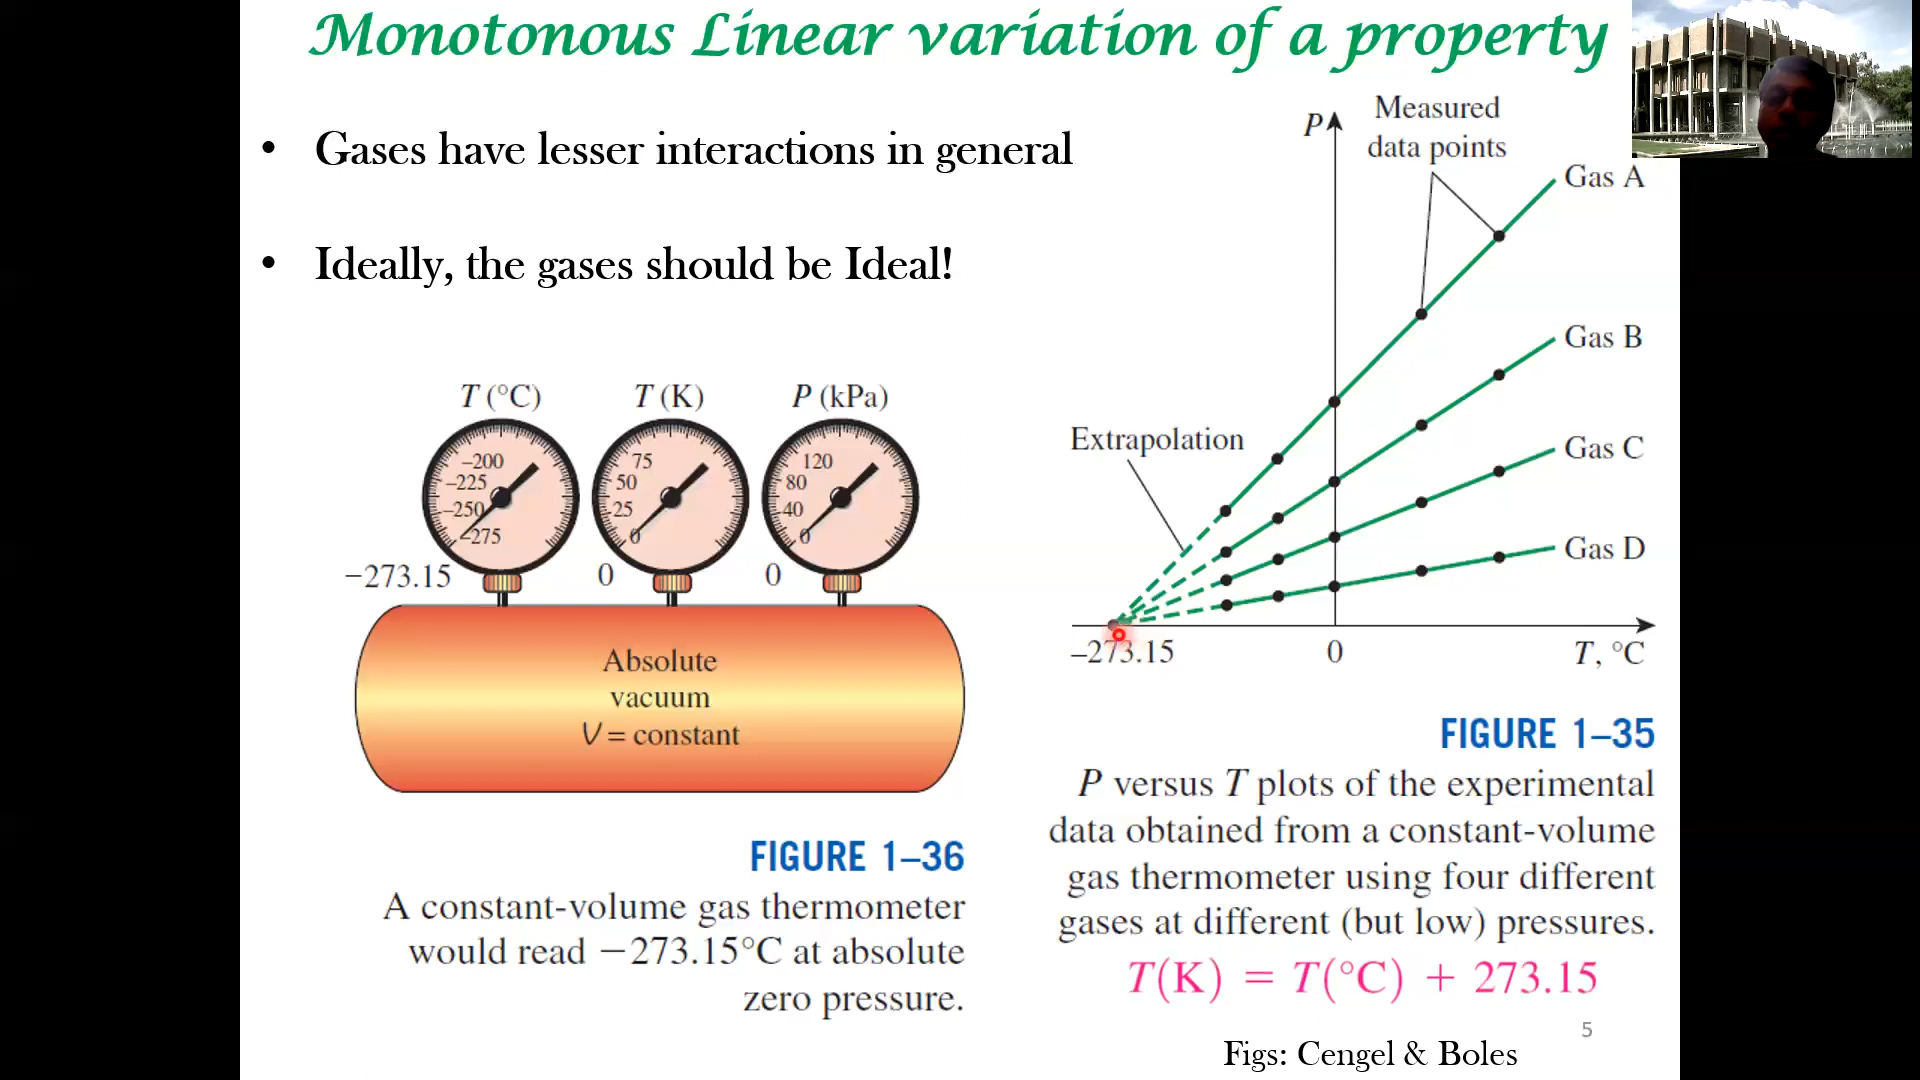 Monotonous Linear variation of a property
• Gases have lesser interactions in general
• Ideally, the gases should be Ideal!
T (°C)
T (K)
P (kPa)
–200
–225
–250
–275
75
50
25
0
120
80
40
0
−273.15
0
0
Absolute
vacuum
V = constant
FIGURE 1–36
A constant-volume gas thermometer
would read −273.15°C at absolute
zero pressure.
P
Measured
data points
Gas A
Gas B
Gas C
Gas D
Extrapolation
–273.15
0
T, °C
FIGURE 1–35
P versus T plots of the experimental
data obtained from a constant-volume
gas thermometer using four different
gases at different (but low) pressures.
T(K) = T(°C) + 273.15
5
Figs: Cengel & Boles